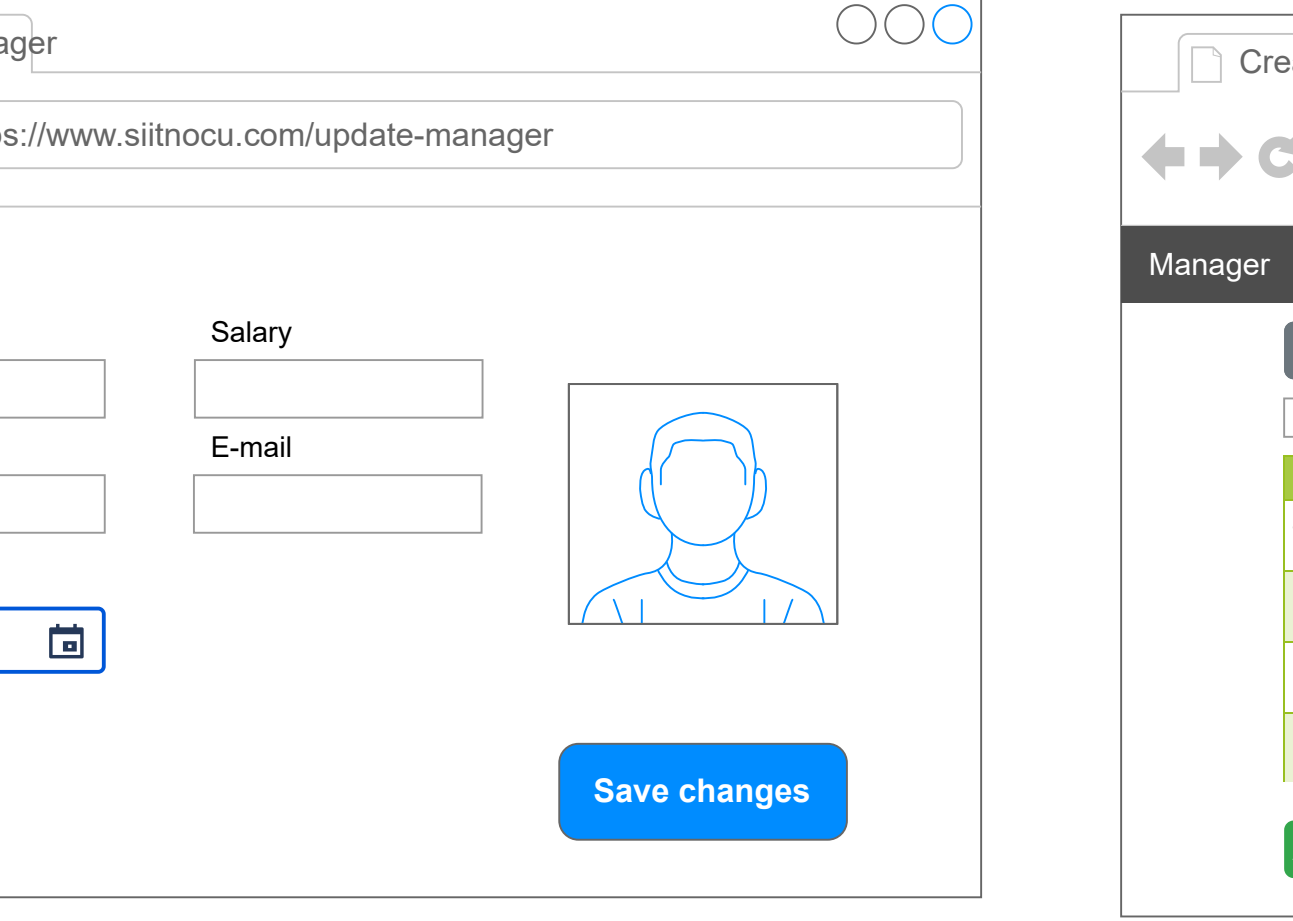 ager
s://www.siitnocu.com/update-manager
Salary
E-mail
Save changes
Cre
Manager